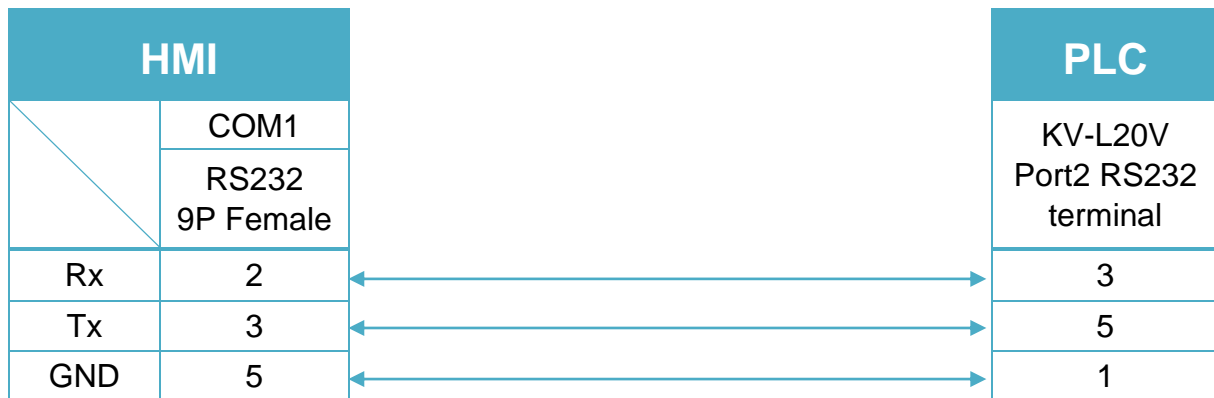 HMI
PLC
COM1
RS232
9P Female
KV-L20V
Port2 RS232
terminal
Rx 2 3
Tx 3 5
GND 5 1